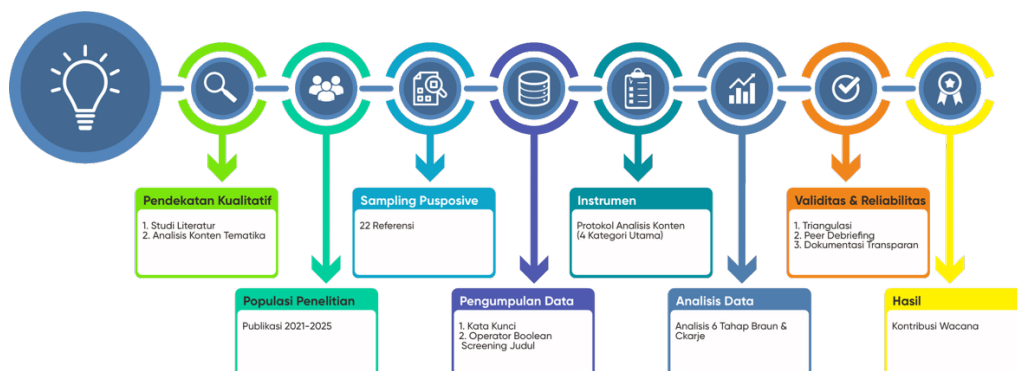 Pendekatan Kualitatif
1. Studi Literatur
2. Analisis Konten Tematika
Populasi Penelitian
Publikasi 2021-2025
Sampling Pusposive
22 Referensi
Pengumpulan Data
1. Kata Kunci
2. Operator Boolean
Screening Judul
Instrumen
Protokol Analisis Konten
(4 Kategori Utama)
Analisis Data
Analisis 6 Tahap Braun &
Ckarje
Validitas & Reliabilitas
1. Triangulasi
2. Peer Debriefing
3. Dokumentasi Transparan
Hasil
Kontribusi Wacana